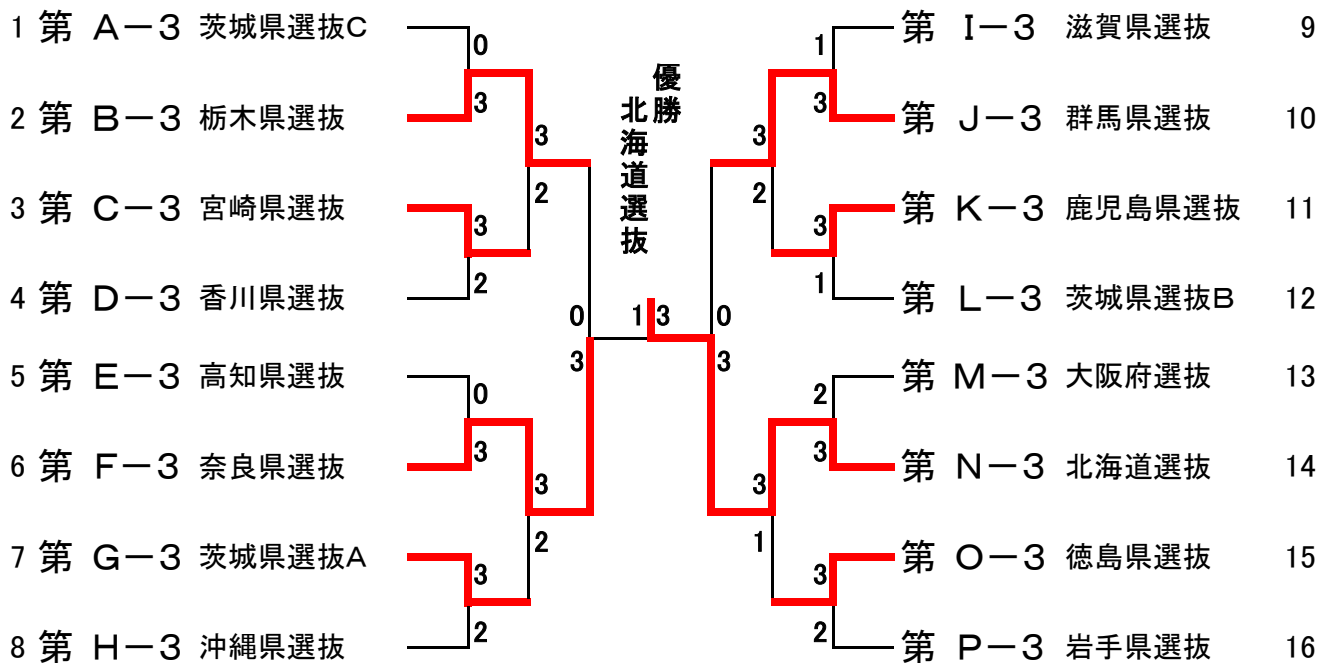 1 第 A－3 茨城県選抜C
2 第 B－3 栃木県選抜
3 第 C－3 宮崎県選抜
4 第 D－3 香川県選抜
5 第 E－3 高知県選抜
6 第 F－3 奈良県選抜
7 第 G－3 茨城県選抜A
8 第 H－3 沖縄県選抜
0
3
3
2
3
2
0
3
3
2
3
2
0
3
優勝
北海道選抜
1 3
0
3
1
3
3
2
3
1
2
3
3
1
3
2
第 I－3 滋賀県選抜 9
第 J－3 群馬県選抜 10
第 K－3 鹿児島県選抜 11
第 L－3 茨城県選抜B 12
第 M－3 大阪府選抜 13
第 N－3 北海道選抜 14
第 O－3 徳島県選抜 15
第 P－3 岩手県選抜 16